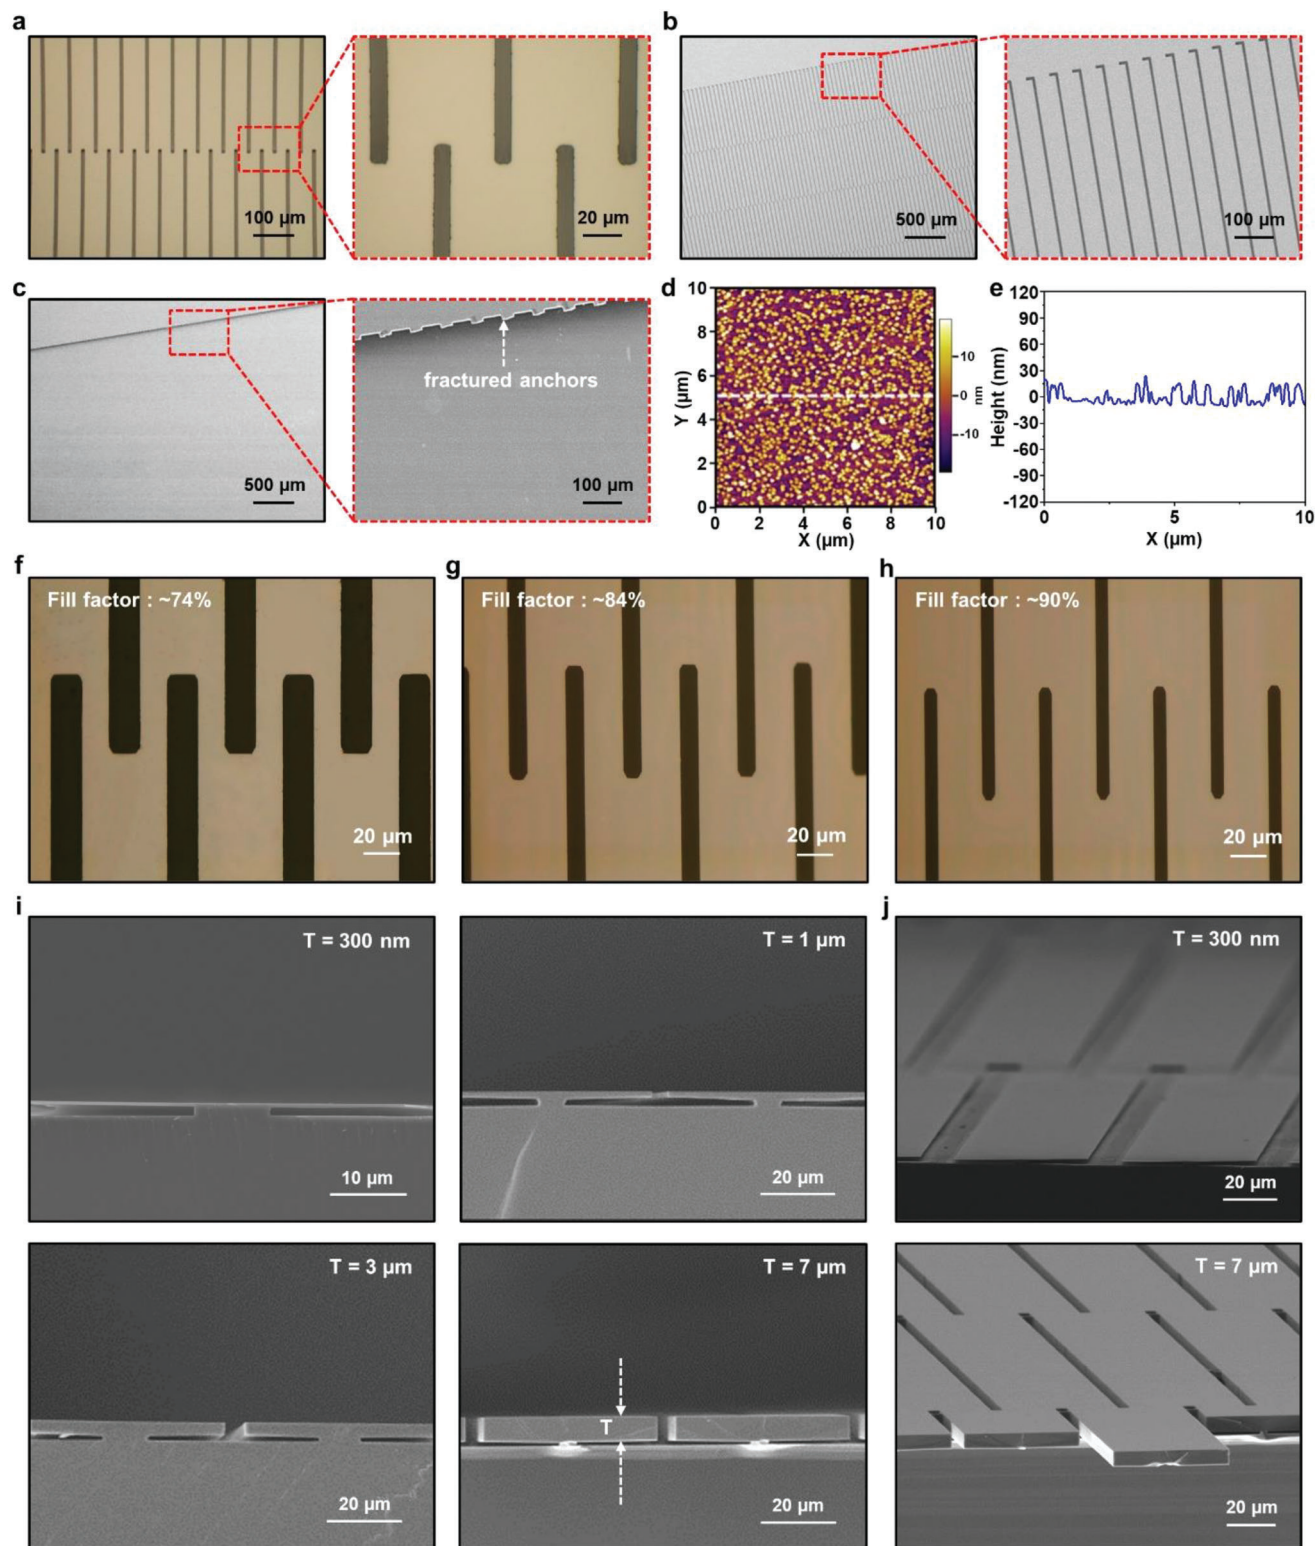 a
100 µm
20 µm
b
500 µm
100 µm
c
500 µm
fractured anchors
100 µm
d
10
8
6
4
2
0
Y (µm)
0 2 4 6 8 10
X (µm)
10
0
-10
nm
e
120
90
60
30
0
-30
-60
-90
-120
Height (nm)
0 5 10
X (µm)
f
Fill factor : ~74%
20 µm
g
Fill factor : ~84%
20 µm
h
Fill factor : ~90%
20 µm
i
T = 300 nm
10 µm
T = 1 µm
20 µm
j
T = 300 nm
20 µm
T = 3 µm
20 µm
T = 7 µm
T
20 µm
T = 7 µm
20 µm